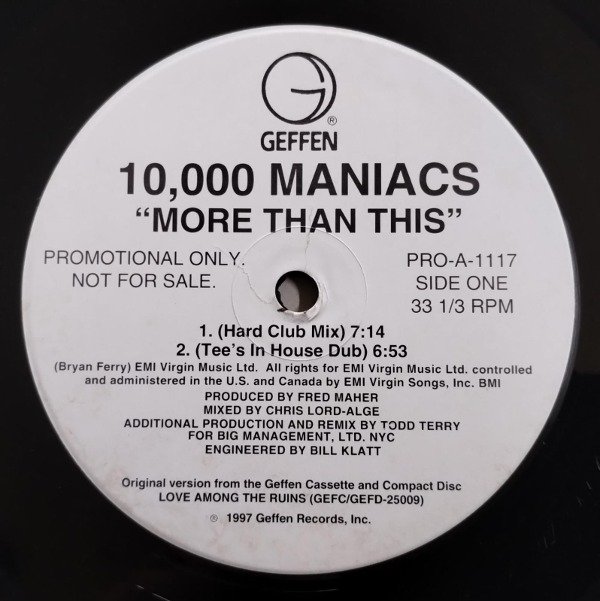 ®
GEFFEN
10,000 MANIACS
“MORE THAN THIS”
PROMOTIONAL ONLY.
NOT FOR SALE.
PRO-A-1117
SIDE ONE
33 1/3 RPM
1. (Hard Club Mix) 7:14
2. (Tee's In House Dub) 6:53
(Bryan Ferry) EMI Virgin Music Ltd. All rights for EMI Virgin Music Ltd. controlled
and administered in the U.S. and Canada by EMI Virgin Songs, Inc. BMI
PRODUCED BY FRED MAHER
MIXED BY CHRIS LORD-ALGE
ADDITIONAL PRODUCTION AND REMIX BY TODD TERRY
FOR BIG MANAGEMENT, LTD. NYC
ENGINEERED BY BILL KLATT
Original version from the Geffen Cassette and Compact Disc
LOVE AMONG THE RUINS (GEFC/GEFD-25009)
℗ 1997 Geffen Records, Inc.